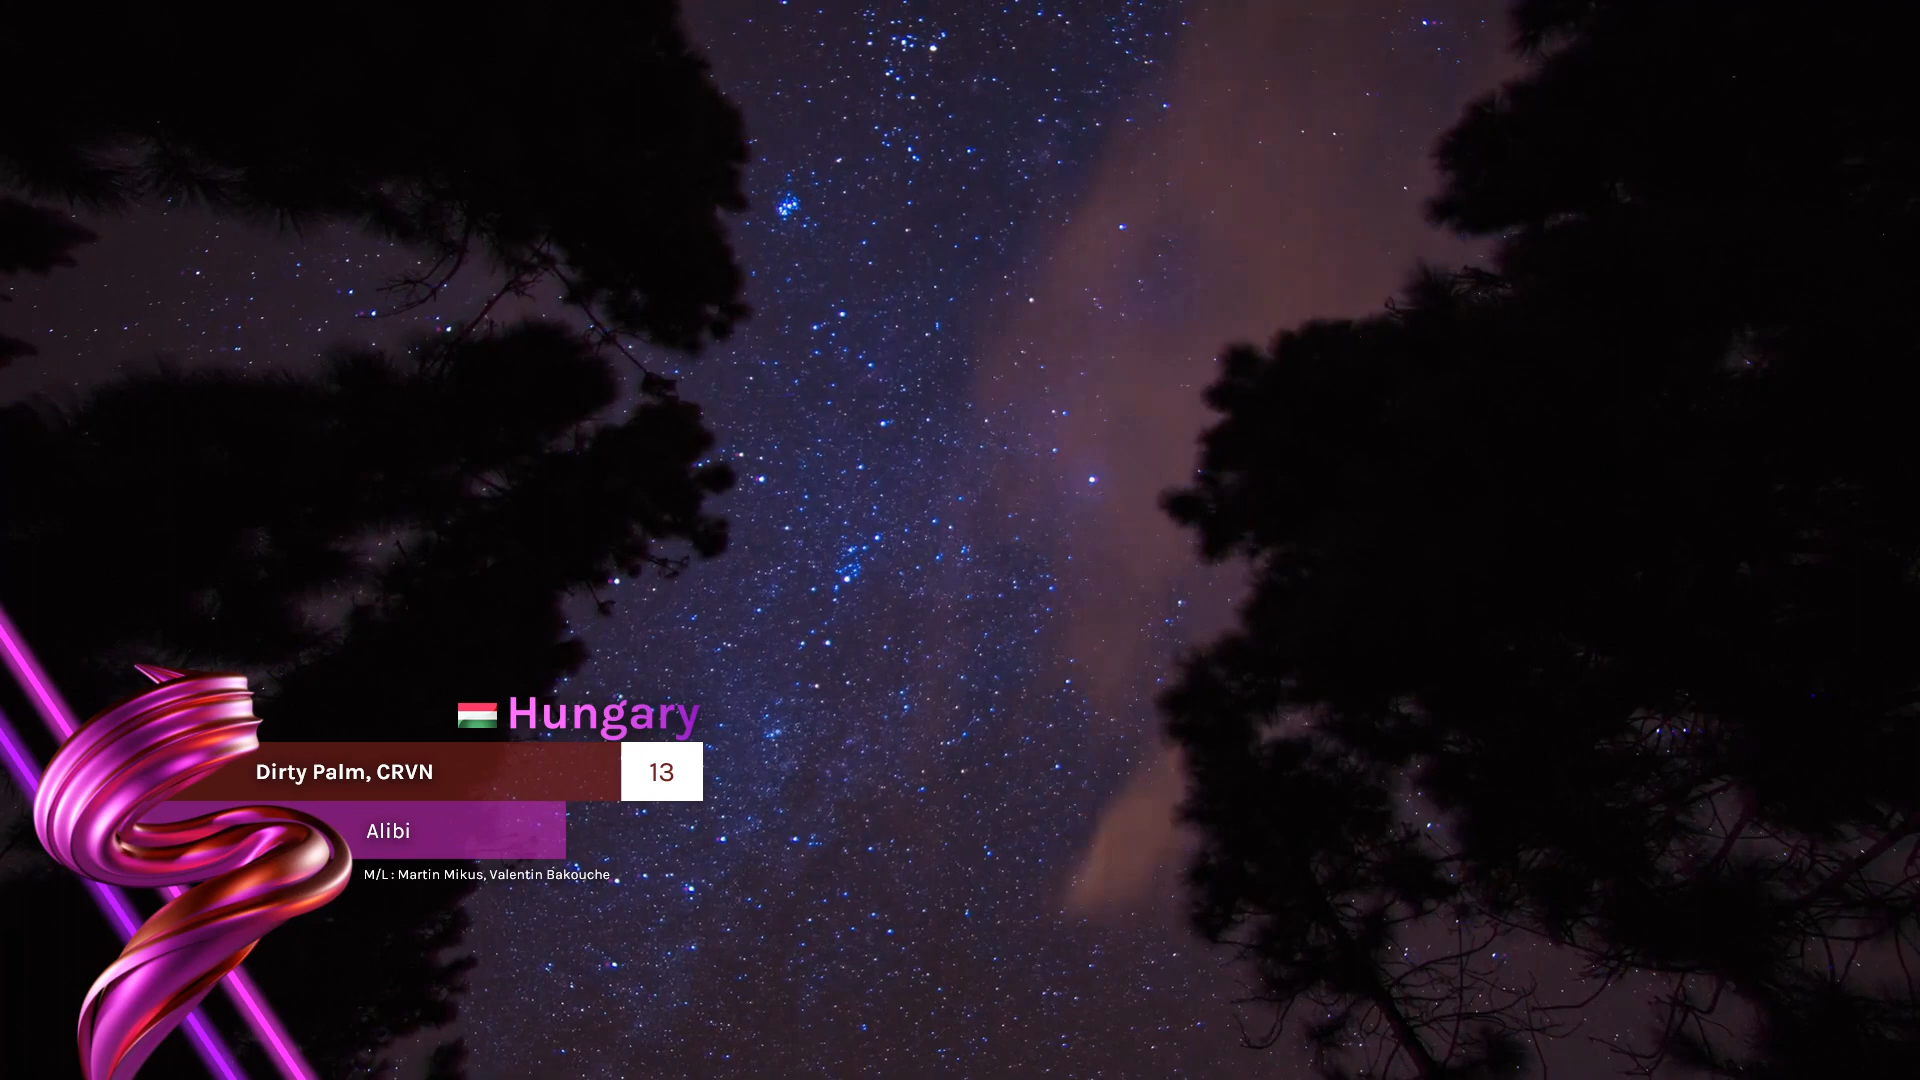 Hungary
Dirty Palm, CRVN
13
Alibi
M/L : Martin Mikus, Valentin Bakouche